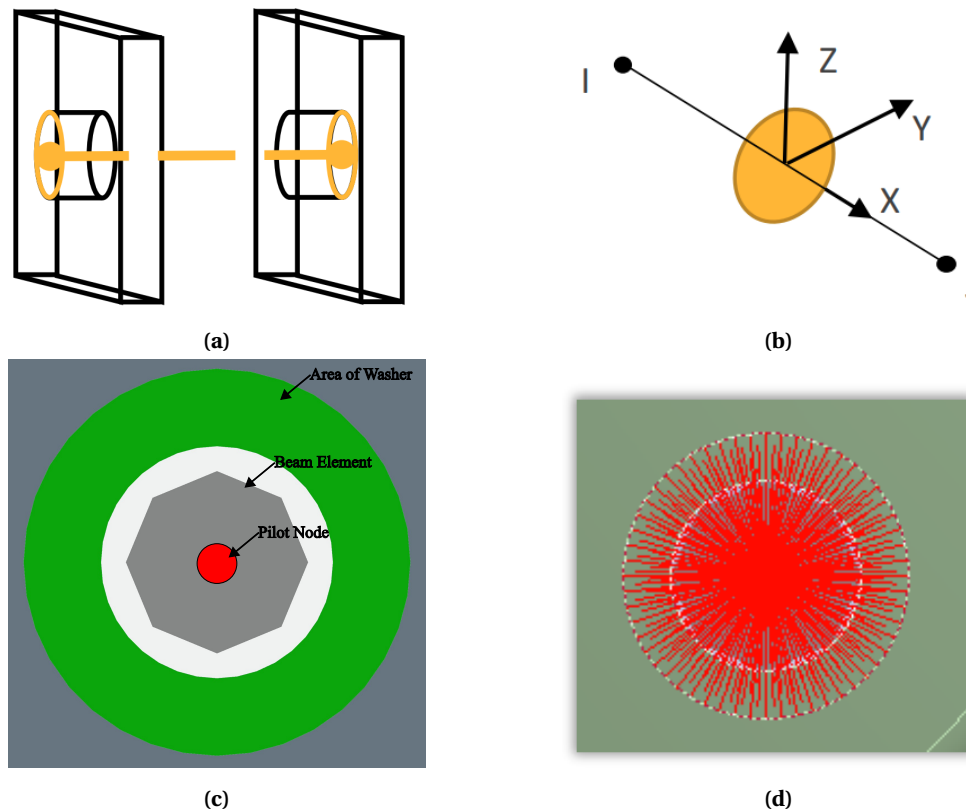 (a)
I
Z
Y
X
(b)
Area of Washer
Beam Element
Pilot Node
(c)
(d)